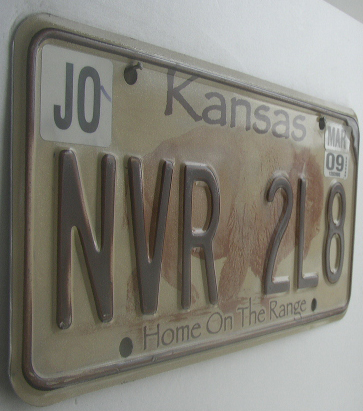 JO
Kansas
MAR
09
NVR 2L8
Home On The Range